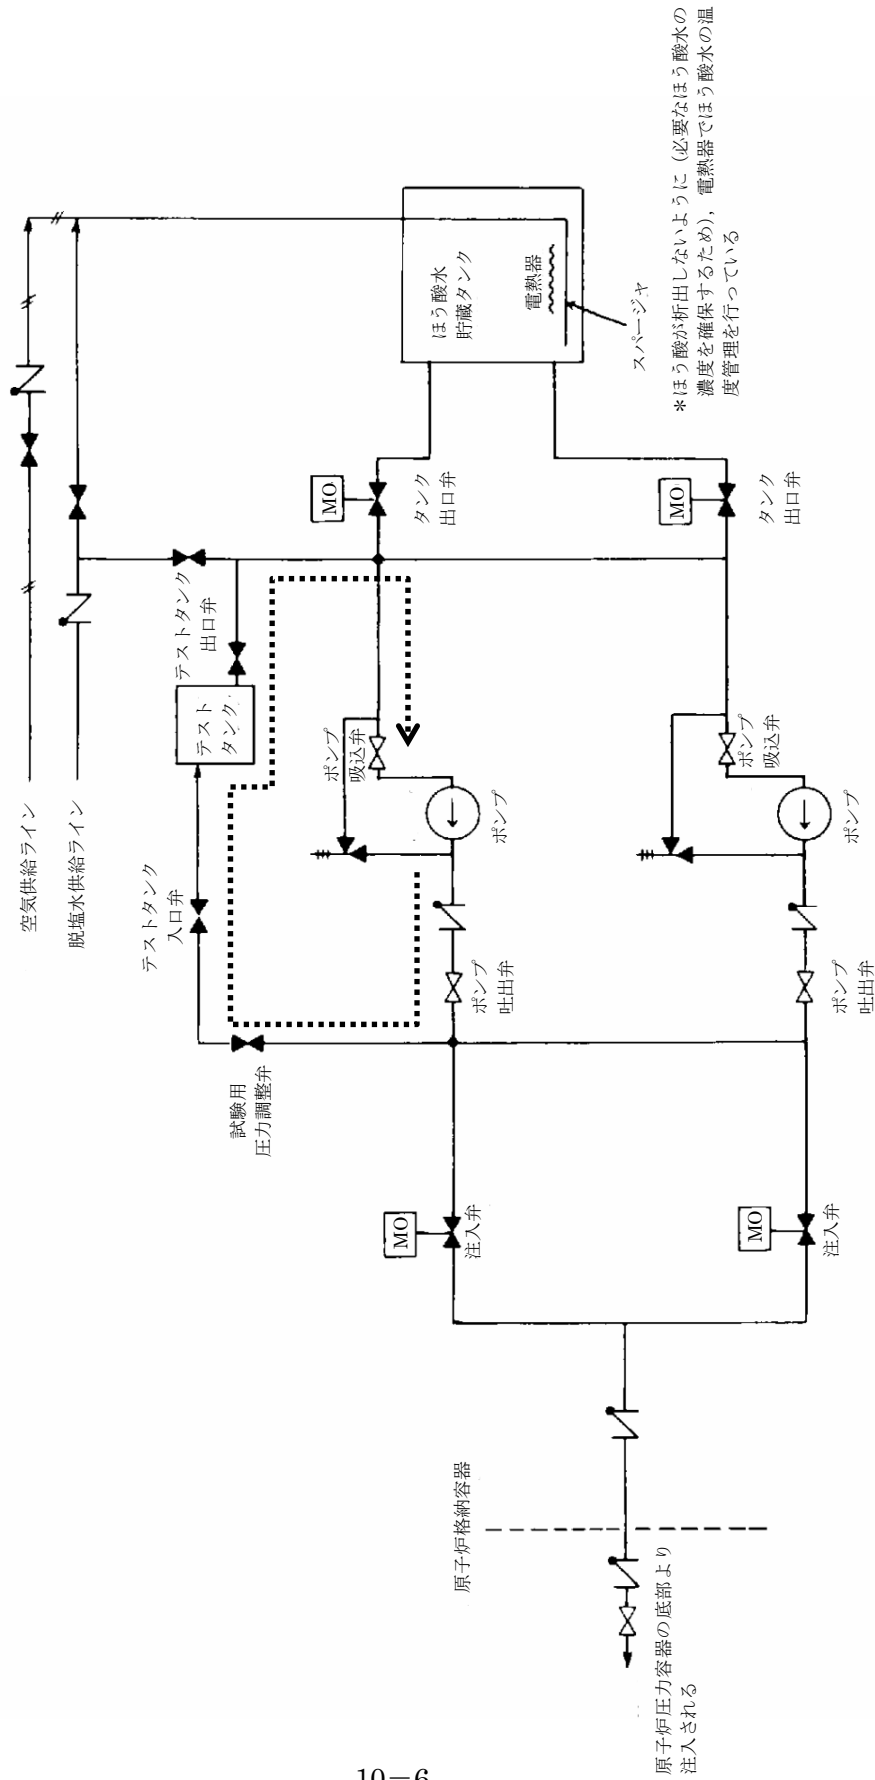 空気供給ライン
脱塩水供給ライン
テストタンク
入口弁
テスト
タンク
テストタンク
出口弁
試験用
圧力調整弁
ほう酸水
貯蔵タンク
電熱器
スパージャ
*ほう酸が析出しないように（必要なほう酸水の
濃度を確保するため），電熱器でほう酸水の温
度管理を行っている
MO
タンク
出口弁
MO
タンク
出口弁
ポンプ
吸込弁
ポンプ
吸込弁
ポンプ
ポンプ
ポンプ
吐出弁
ポンプ
吐出弁
MO
注入弁
MO
注入弁
原子炉格納容器
原子炉圧力容器の底部より
注入される
10－6